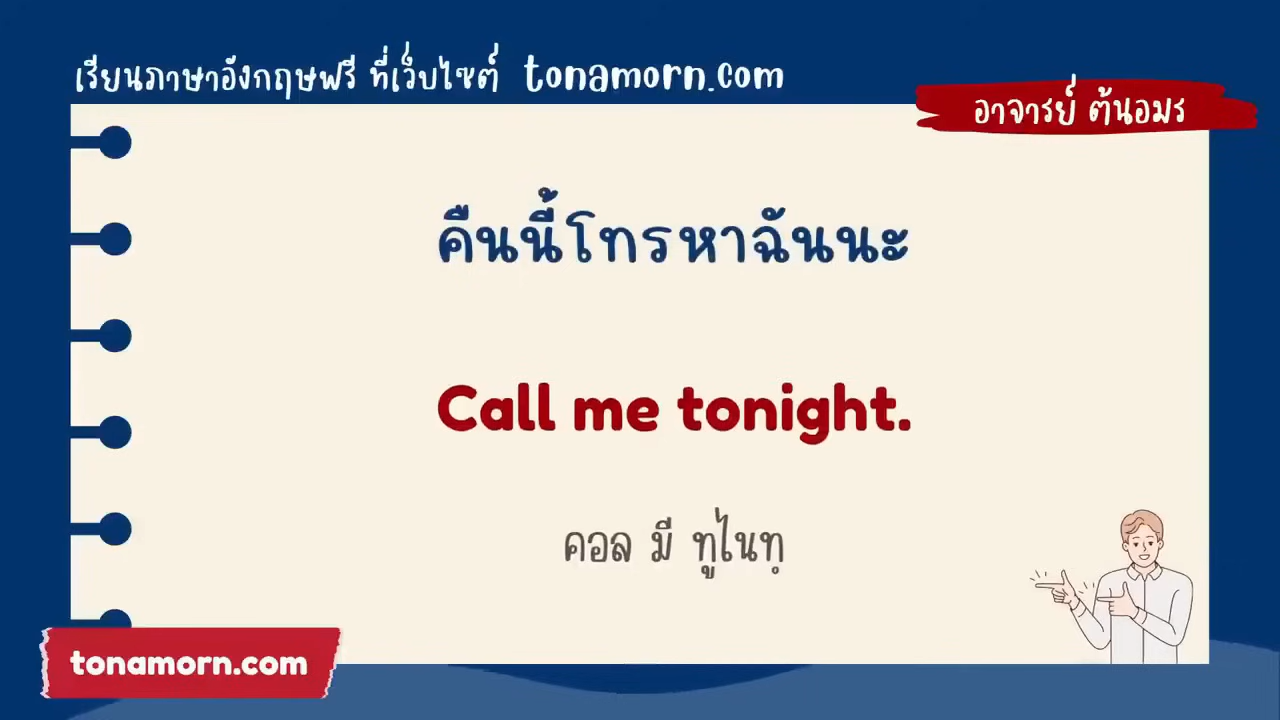 เรียนภาษาอังกฤษฟรี ที่เว็บไซต์ tonamorn.com
อาจารย์ ต้นอมร
คืนนี้โทรหาฉันนะ
Call me tonight.
คอล มี ทูไนทฺ
tonamorn.com